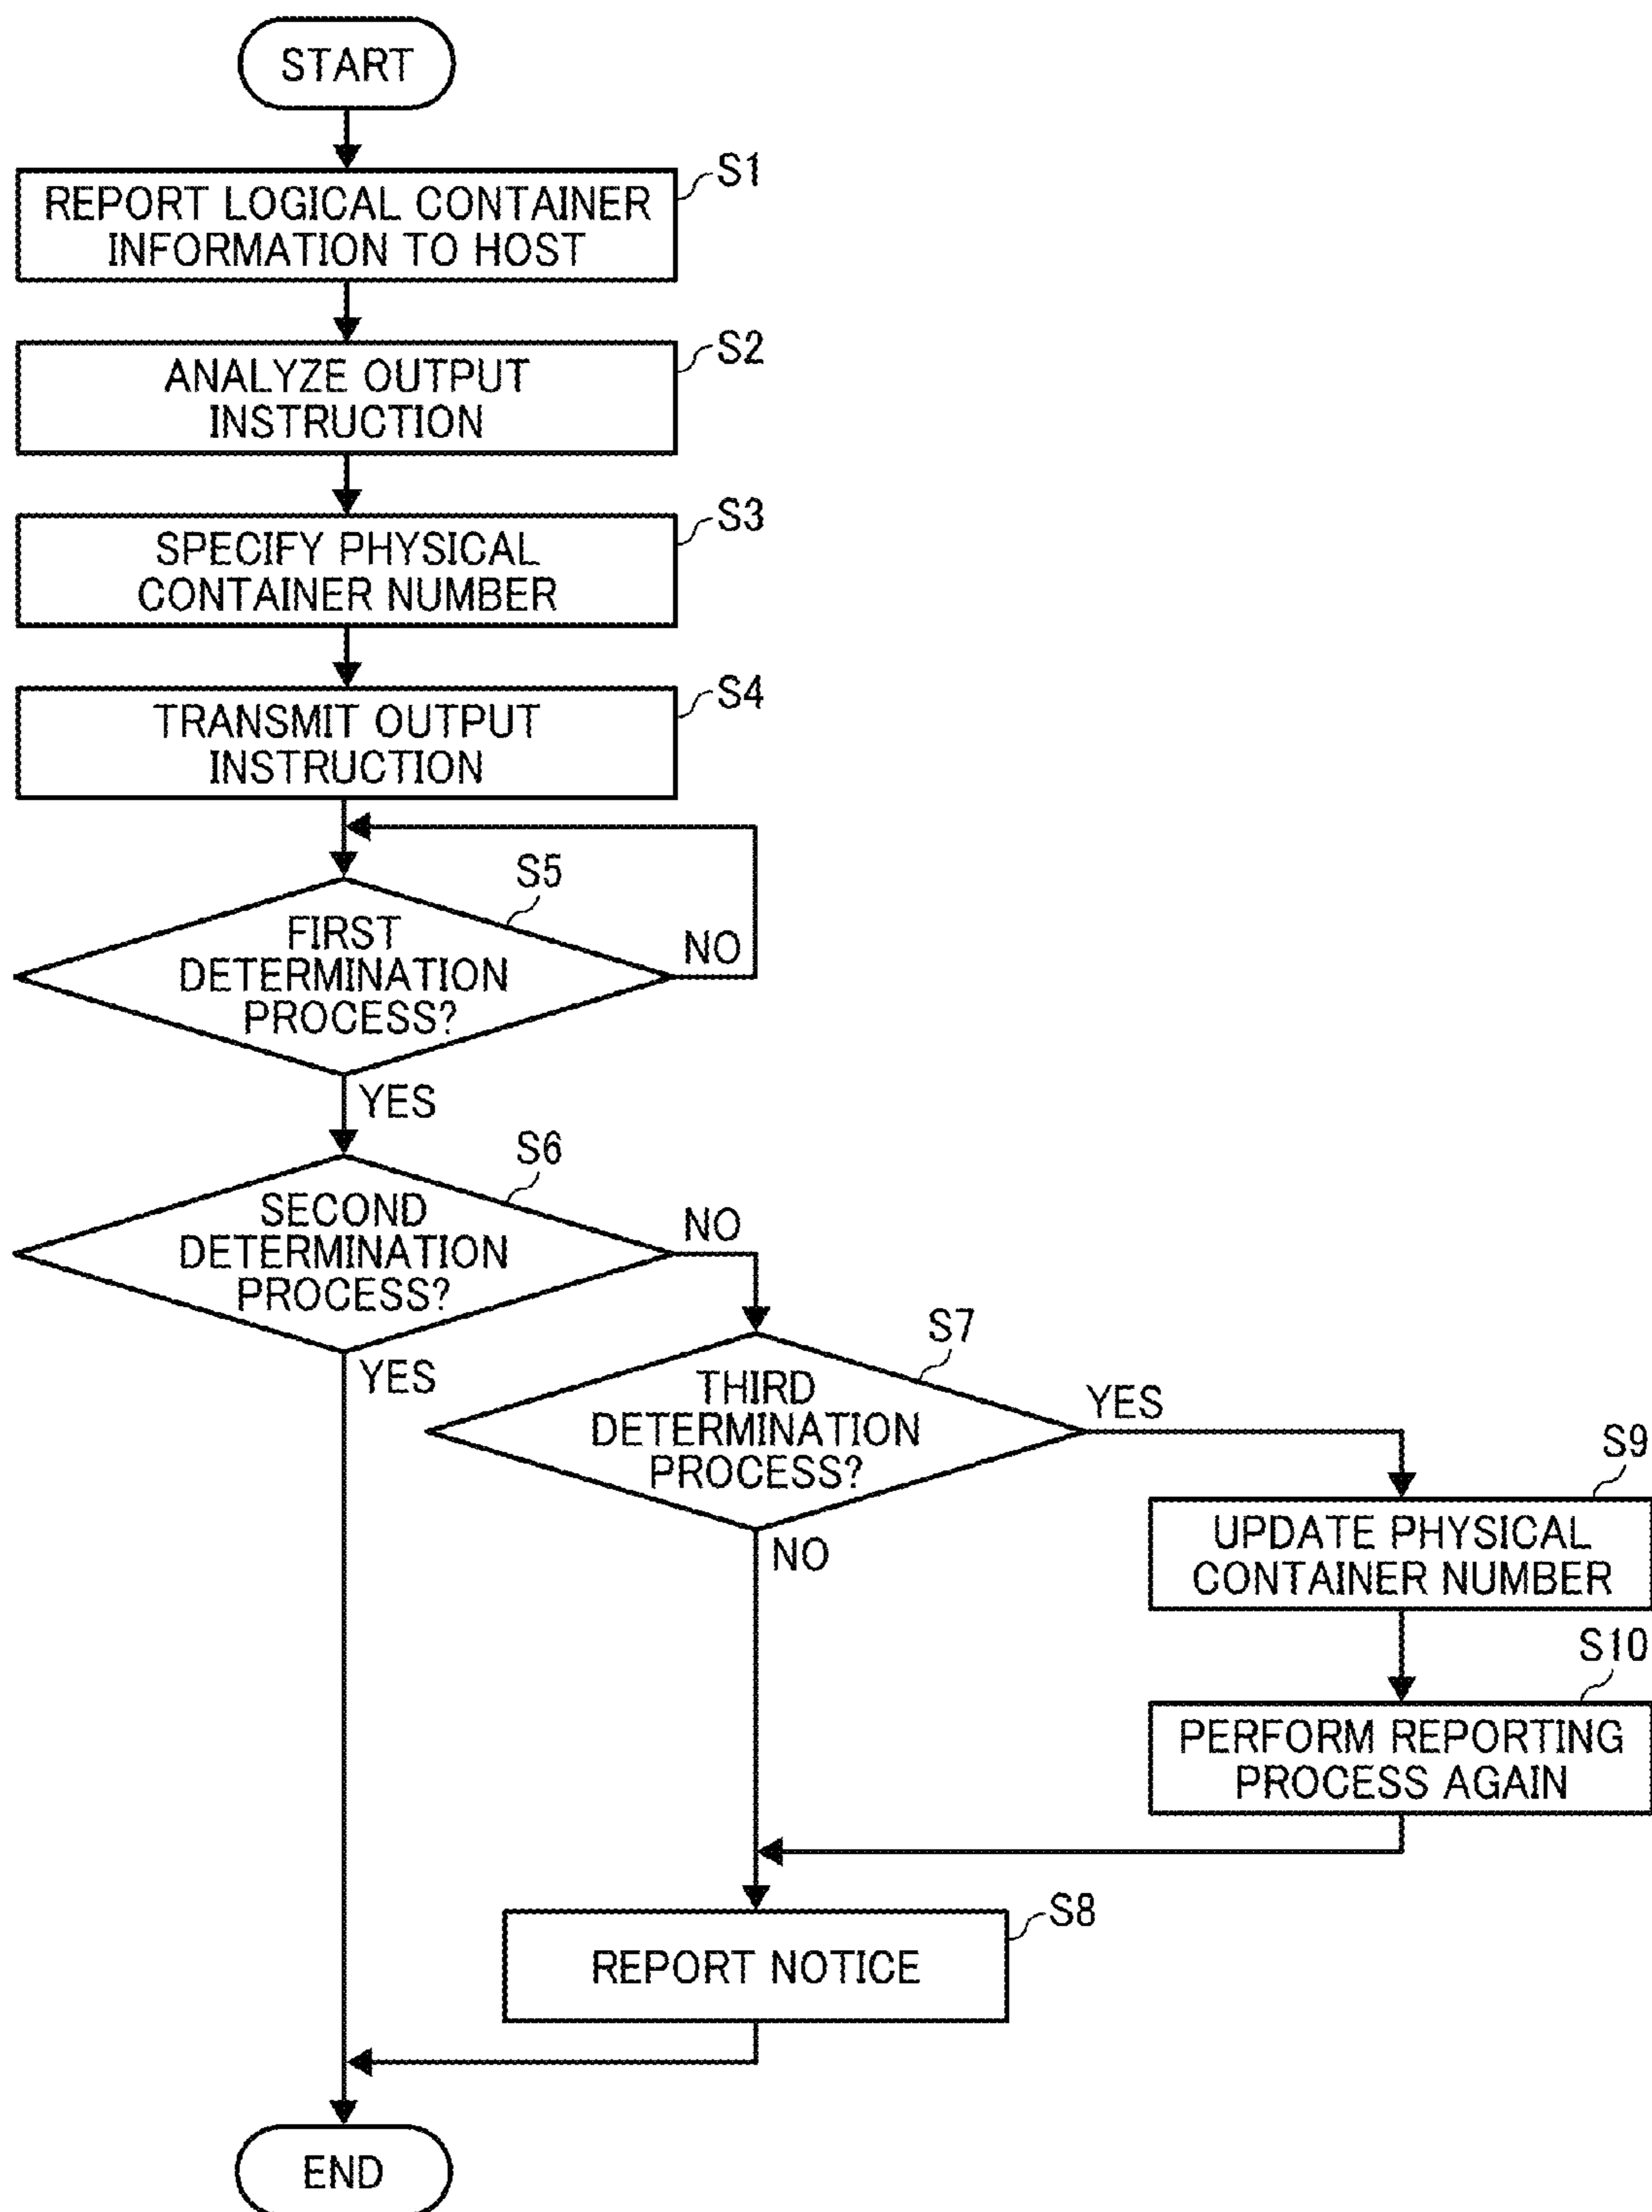 START
S1
REPORT LOGICAL CONTAINER
INFORMATION TO HOST
S2
ANALYZE OUTPUT
INSTRUCTION
S3
SPECIFY PHYSICAL
CONTAINER NUMBER
S4
TRANSMIT OUTPUT
INSTRUCTION
S5
FIRST
DETERMINATION
PROCESS?
NO
YES
S6
SECOND
DETERMINATION
PROCESS?
NO
YES
S7
THIRD
DETERMINATION
PROCESS?
YES
NO
S9
UPDATE PHYSICAL
CONTAINER NUMBER
S10
PERFORM REPORTING
PROCESS AGAIN
S8
REPORT NOTICE
END